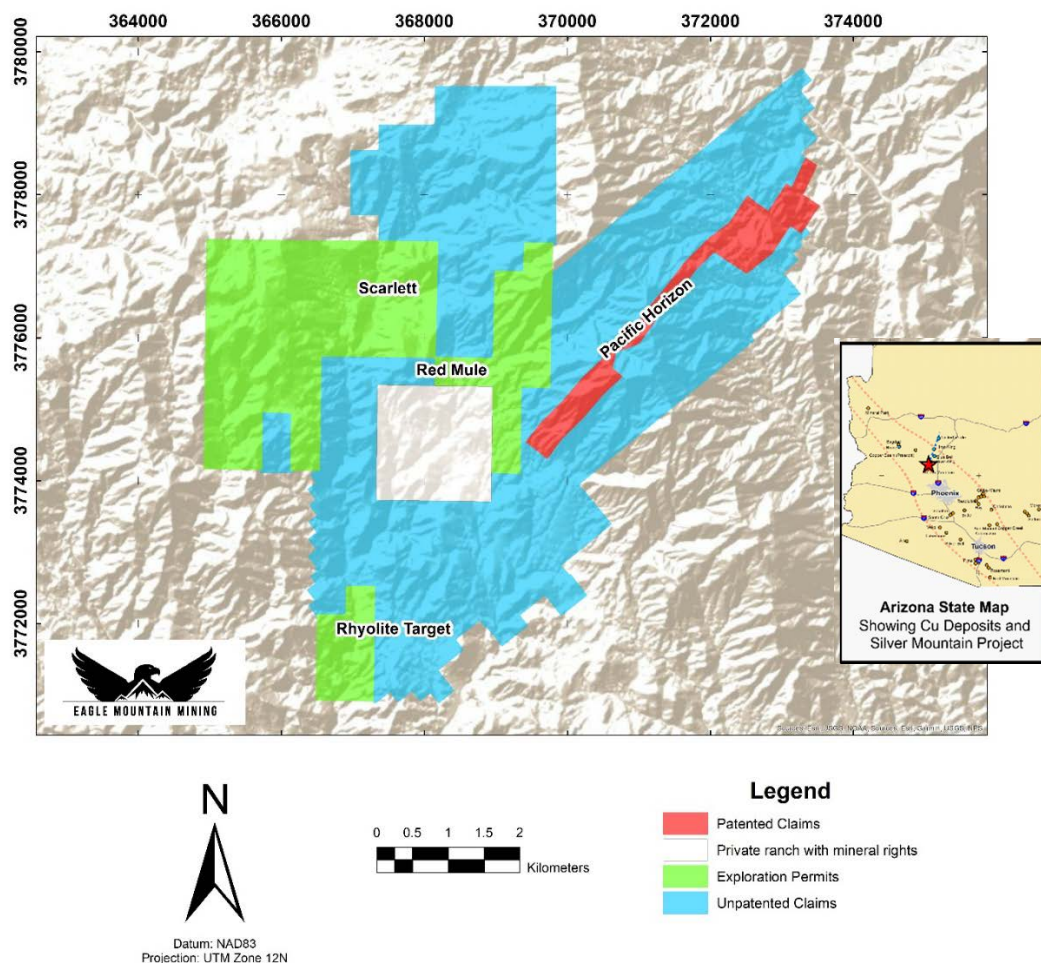 364000 366000 368000 370000 372000 374000
3780000
3778000
3776000
3774000
3772000
Scarlett
Red Mule
Pacific Horizon
Rhyolite Target
EAGLE MOUNTAIN MINING
Phoenix
Tucson
Arizona State Map
Showing Cu Deposits and
Silver Mountain Project
N
Datum: NAD83
Projection: UTM Zone 12N
0 0.5 1 1.5 2
Kilometers
Legend
Patented Claims
Private ranch with mineral rights
Exploration Permits
Unpatented Claims